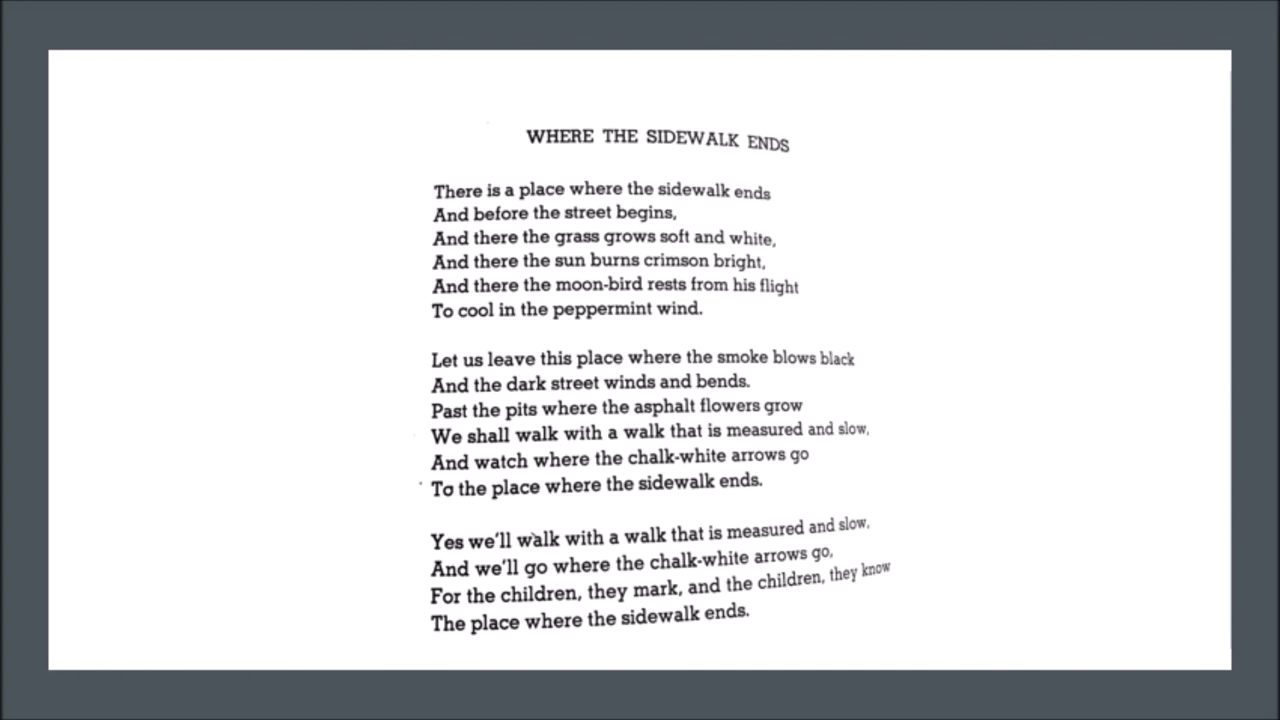 WHERE THE SIDEWALK ENDS
There is a place where the sidewalk ends
And before the street begins,
And there the grass grows soft and white,
And there the sun burns crimson bright,
And there the moon-bird rests from his flight
To cool in the peppermint wind.
Let us leave this place where the smoke blows black
And the dark street winds and bends.
Past the pits where the asphalt flowers grow
We shall walk with a walk that is measured and slow,
And watch where the chalk-white arrows go
To the place where the sidewalk ends.
Yes we'll walk with a walk that is measured and slow,
And we'll go where the chalk-white arrows go,
For the children, they mark, and the children, they know
The place where the sidewalk ends.